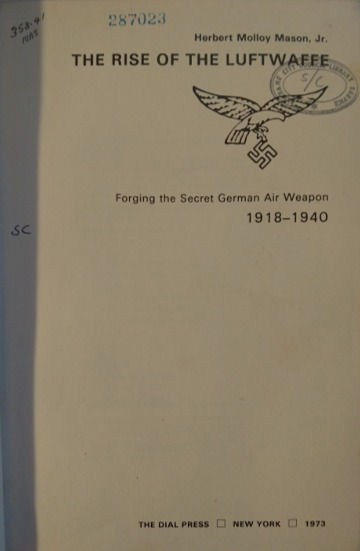 358.41
MAS
287023
Herbert Molloy Mason, Jr.
THE RISE OF THE LUFTWAFFE
S/C
Forging the Secret German Air Weapon
1918–1940
SC
THE DIAL PRESS □ NEW YORK □ 1973